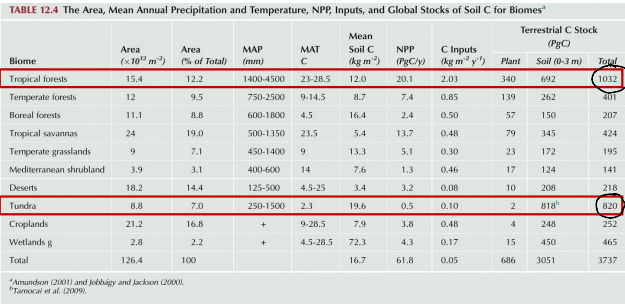 TABLE 12.4 The Area, Mean Annual Precipitation and Temperature, NPP, Inputs, and Global Stocks of Soil C for Biomesᵃ
Terrestrial C Stock
(PgC)
Biome Area (×10¹² m⁻²) Area (% of Total) MAP (mm) MAT C Mean Soil C (kg m⁻²) NPP (PgC/y) C Inputs (kg m⁻² y⁻¹) Plant Soil (0-3 m) Total
Tropical forests 15.4 12.2 1400-4500 23-28.5 12.0 20.1 2.03 340 692 1032
Temperate forests 12 9.5 750-2500 9-14.5 8.7 7.4 0.85 139 262 401
Boreal forests 11.1 8.8 600-1800 4.5 16.4 2.4 0.50 57 150 207
Tropical savannas 24 19.0 500-1350 23.5 5.4 13.7 0.48 79 345 424
Temperate grasslands 9 7.1 450-1400 9 13.3 5.1 0.30 23 172 195
Mediterranean shrubland 3.9 3.1 400-600 14 7.6 1.3 0.46 17 124 141
Deserts 18.2 14.4 125-500 4.5-25 3.4 3.2 0.08 10 208 218
Tundra 8.8 7.0 250-1500 2.3 19.6 0.5 0.10 2 818ᵇ 820
Croplands 21.2 16.8 + 9-28.5 7.9 3.8 0.48 4 248 252
Wetlands g 2.8 2.2 + 4.5-28.5 72.3 4.3 0.17 15 450 465
Total 126.4 100 16.7 61.8 0.05 686 3051 3737
ᵃAmundson (2001) and Jobbágy and Jackson (2000).
ᵇTarnocai et al. (2009).